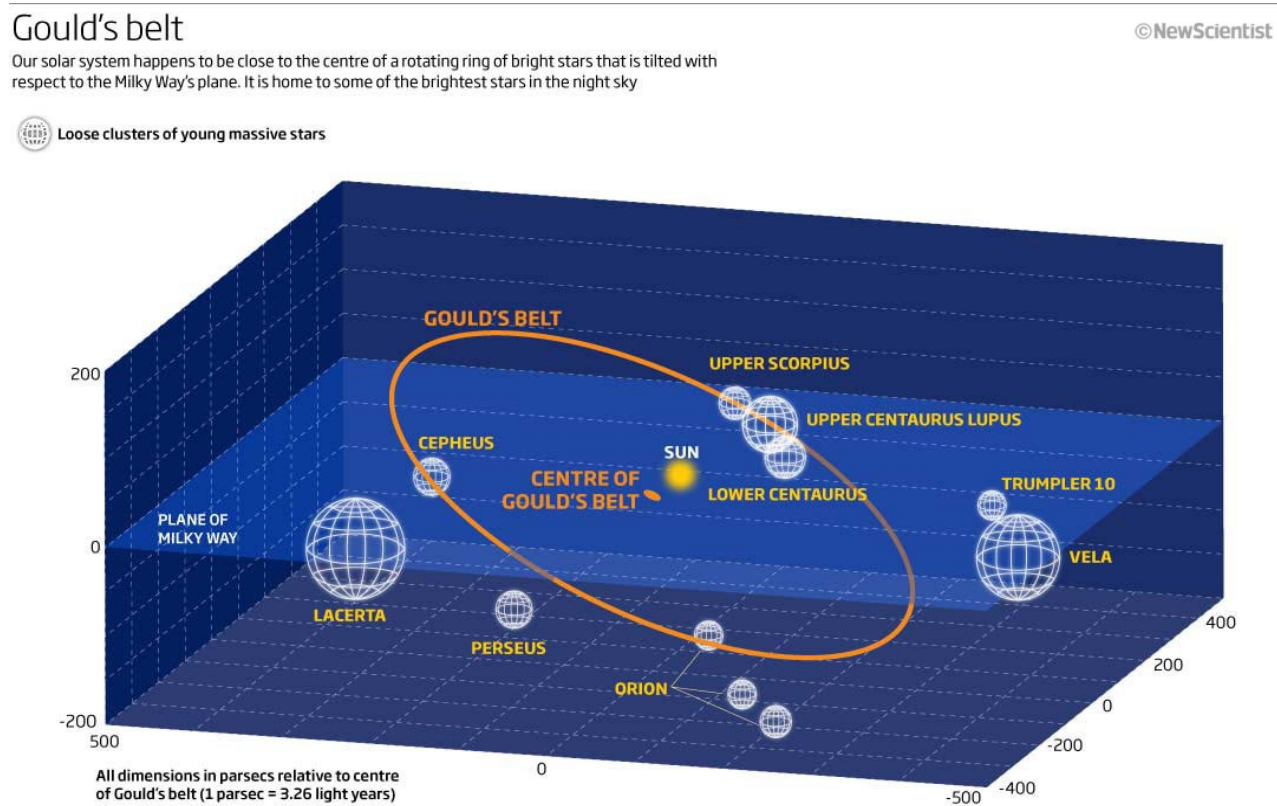 Gould's belt
©NewScientist
Our solar system happens to be close to the centre of a rotating ring of bright stars that is tilted with
respect to the Milky Way's plane. It is home to some of the brightest stars in the night sky
Loose clusters of young massive stars
GOULD'S BELT
UPPER SCORPIUS
200
UPPER CENTAURUS LUPUS
CEPHEUS
SUN
CENTRE OF
GOULD'S BELT
LOWER CENTAURUS
TRUMPLER 10
PLANE OF
MILKY WAY
0
VELA
LACERTA
400
PERSEUS
200
ORION
0
-200
500
-200
0
-400
-500
All dimensions in parsecs relative to centre
of Gould's belt (1 parsec = 3.26 light years)